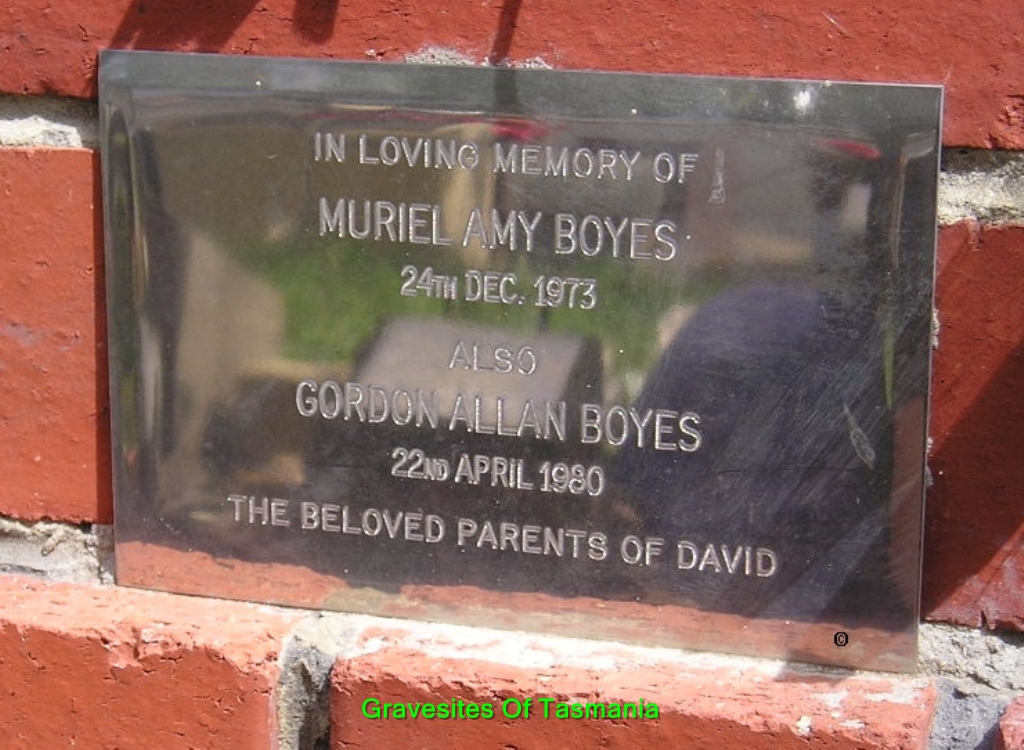 IN LOVING MEMORY OF
MURIEL AMY BOYES
24TH DEC. 1973
ALSO
GORDON ALLAN BOYES
22ND APRIL 1980
THE BELOVED PARENTS OF DAVID
©
Gravesites Of Tasmania